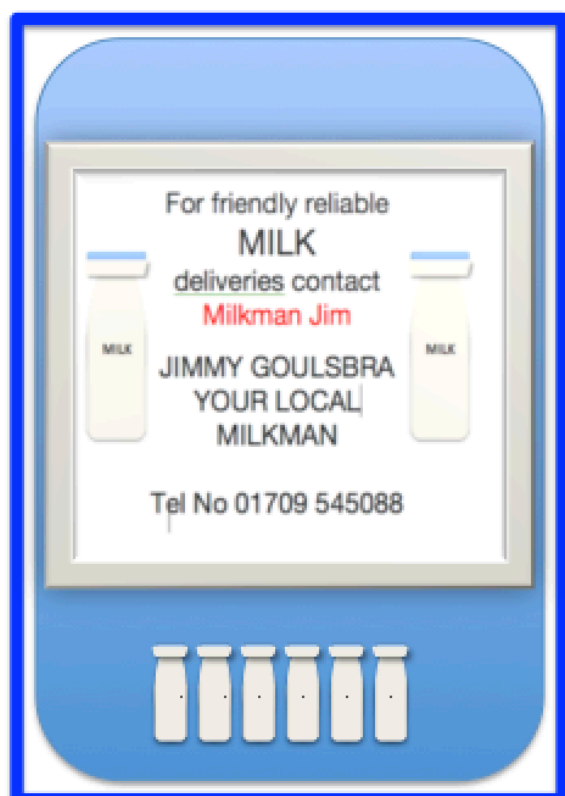 For friendly reliable
MILK
deliveries contact
Milkman Jim
MILK
MILK
JIMMY GOULSBRA
YOUR LOCAL
MILKMAN
Tel No 01709 545088